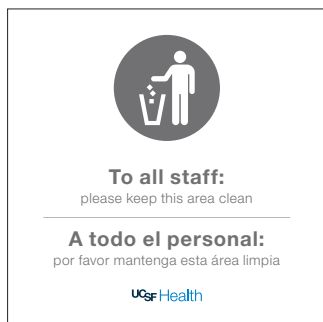 To all staff:
please keep this area clean
A todo el personal:
por favor mantenga esta área limpia
UCSF Health